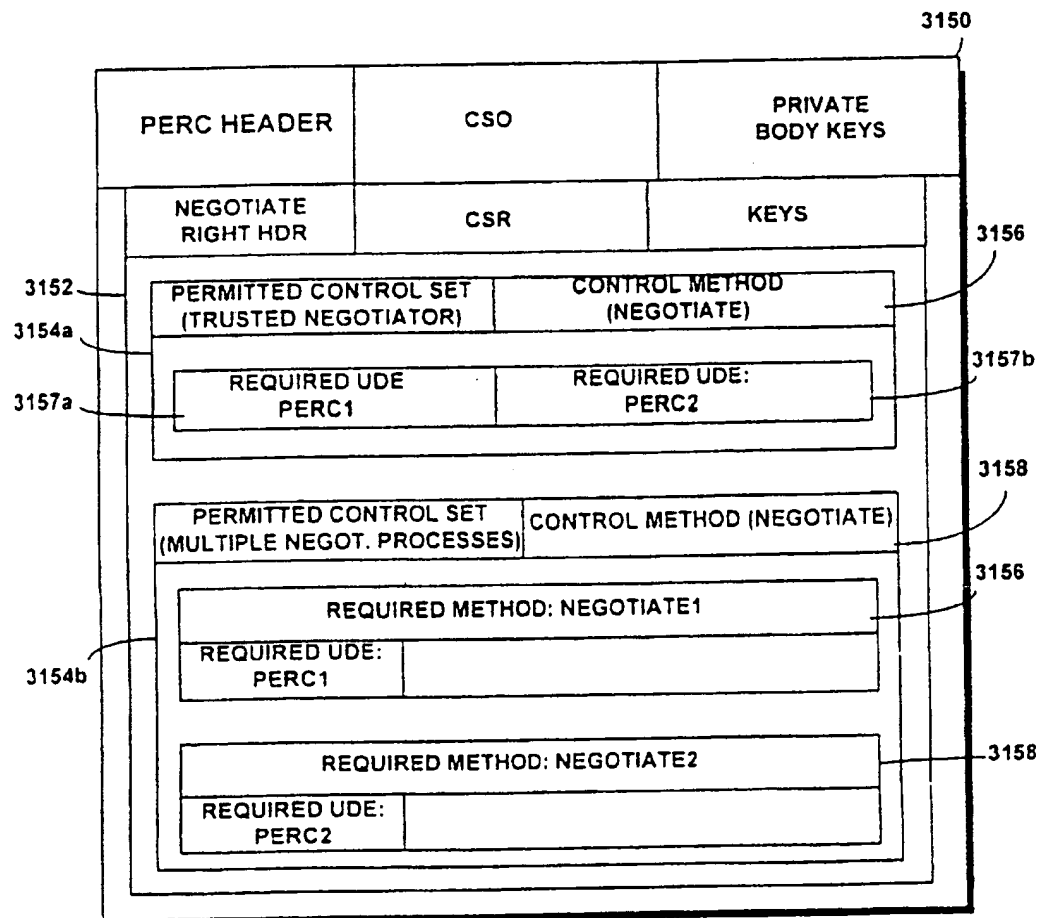 3150
PERC HEADER
CSO
PRIVATE
BODY KEYS
NEGOTIATE
RIGHT HDR
CSR
KEYS
3156
3152
PERMITTED CONTROL SET
(TRUSTED NEGOTIATOR)
CONTROL METHOD
(NEGOTIATE)
3154a
REQUIRED UDE
PERC1
REQUIRED UDE:
PERC2
3157b
3157a
3158
PERMITTED CONTROL SET
(MULTIPLE NEGOT. PROCESSES)
CONTROL METHOD (NEGOTIATE)
3156
REQUIRED METHOD: NEGOTIATE1
REQUIRED UDE:
PERC1
3154b
REQUIRED METHOD: NEGOTIATE2
3158
REQUIRED UDE:
PERC2